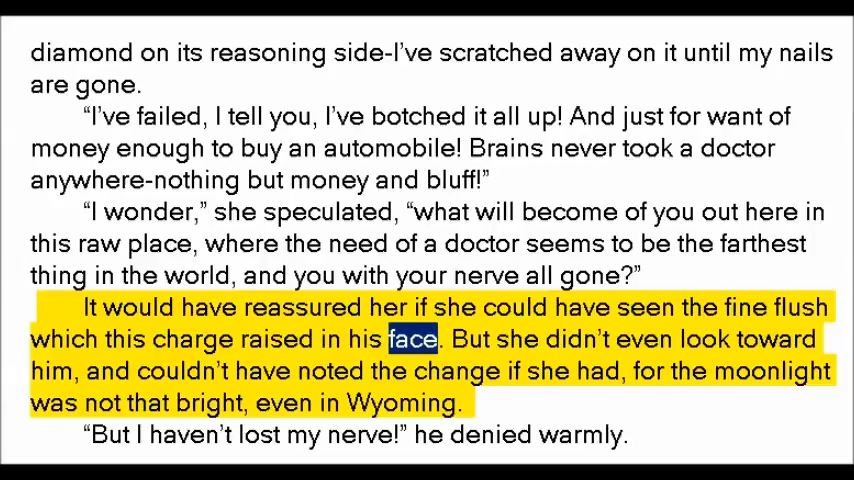 diamond on its reasoning side-I've scratched away on it until my nails
are gone.
“I've failed, I tell you, I've botched it all up! And just for want of
money enough to buy an automobile! Brains never took a doctor
anywhere-nothing but money and bluff!”
“I wonder,” she speculated, “what will become of you out here in
this raw place, where the need of a doctor seems to be the farthest
thing in the world, and you with your nerve all gone?”
It would have reassured her if she could have seen the fine flush
which this charge raised in his face. But she didn't even look toward
him, and couldn't have noted the change if she had, for the moonlight
was not that bright, even in Wyoming.
“But I haven't lost my nerve!” he denied warmly.